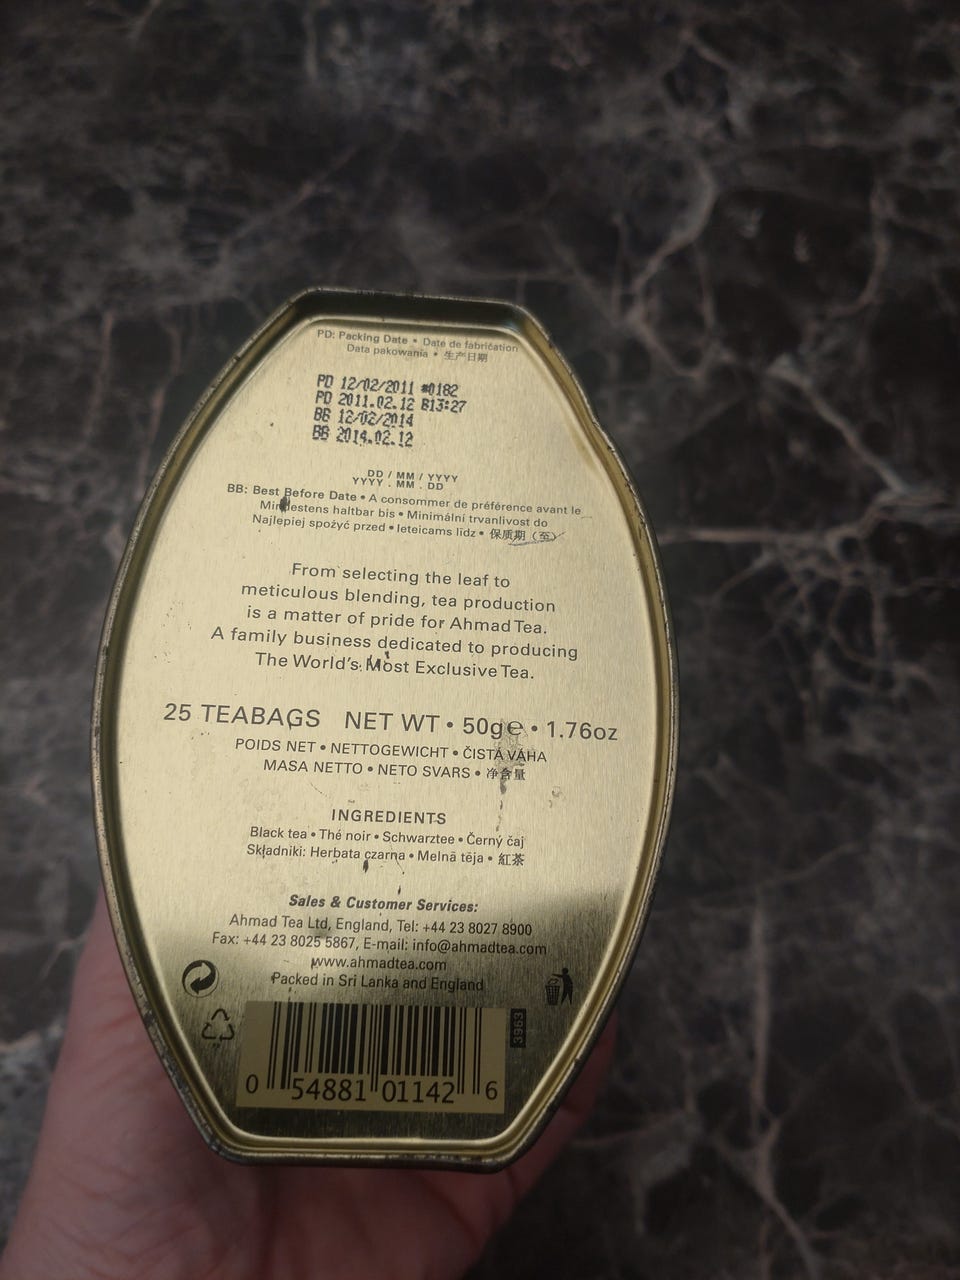 PD: Packing Date • Date de fabrication
Data pakowania • 生产日期
PD 12/02/2011 #0182
PD 2011.02.12 B13:27
BB 12/02/2014
BB 2014.02.12
DD / MM / YYYY
YYYY . MM . DD
BB: Best Before Date • A consommer de préférence avant le
Mindestens haltbar bis • Minimální trvanlivost do
Najlepiej spożyć przed • Ieteicams līdz • 保质期（至）
From selecting the leaf to
meticulous blending, tea production
is a matter of pride for Ahmad Tea.
A family business dedicated to producing
The World's Most Exclusive Tea.
25 TEABAGS NET WT • 50g℮ • 1.76oz
POIDS NET • NETTOGEWICHT • ČISTÁ VÁHA
MASA NETTO • NETO SVARS • 净含量
INGREDIENTS
Black tea • Thé noir • Schwarztee • Černý čaj
Składniki: Herbata czarna • Melnā tēja • 紅茶
Sales & Customer Services:
Ahmad Tea Ltd, England, Tel: +44 23 8027 8900
Fax: +44 23 8025 5867, E-mail: info@ahmadtea.com
www.ahmadtea.com
Packed in Sri Lanka and England
3963
0 54881 01142 6